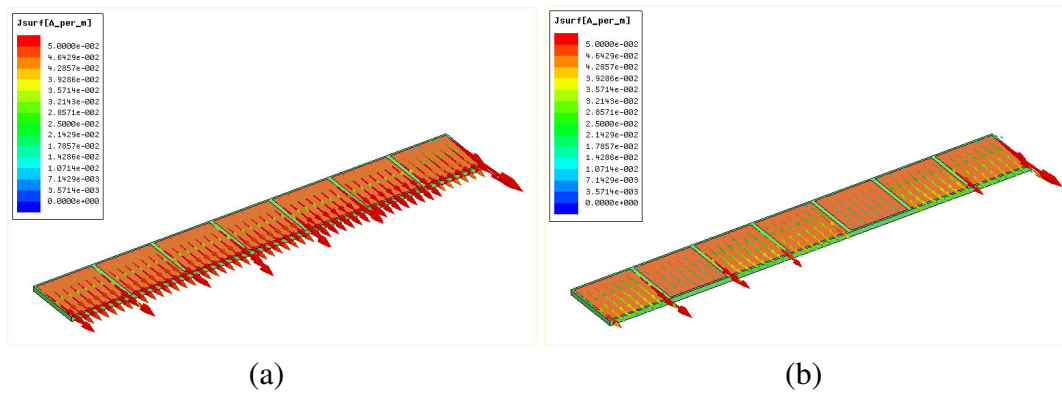 Jsurf[A_per_m]
5.0000e-002
4.6429e-002
4.2857e-002
3.9286e-002
3.5714e-002
3.2143e-002
2.8571e-002
2.5000e-002
2.1429e-002
1.7857e-002
1.4286e-002
1.0714e-002
7.1429e-003
3.5714e-003
0.0000e+000
(a)
Jsurf[A_per_m]
5.0000e-002
4.6429e-002
4.2857e-002
3.9286e-002
3.5714e-002
3.2143e-002
2.8571e-002
2.5000e-002
2.1429e-002
1.7857e-002
1.4286e-002
1.0714e-002
7.1429e-003
3.5714e-003
0.0000e+000
(b)